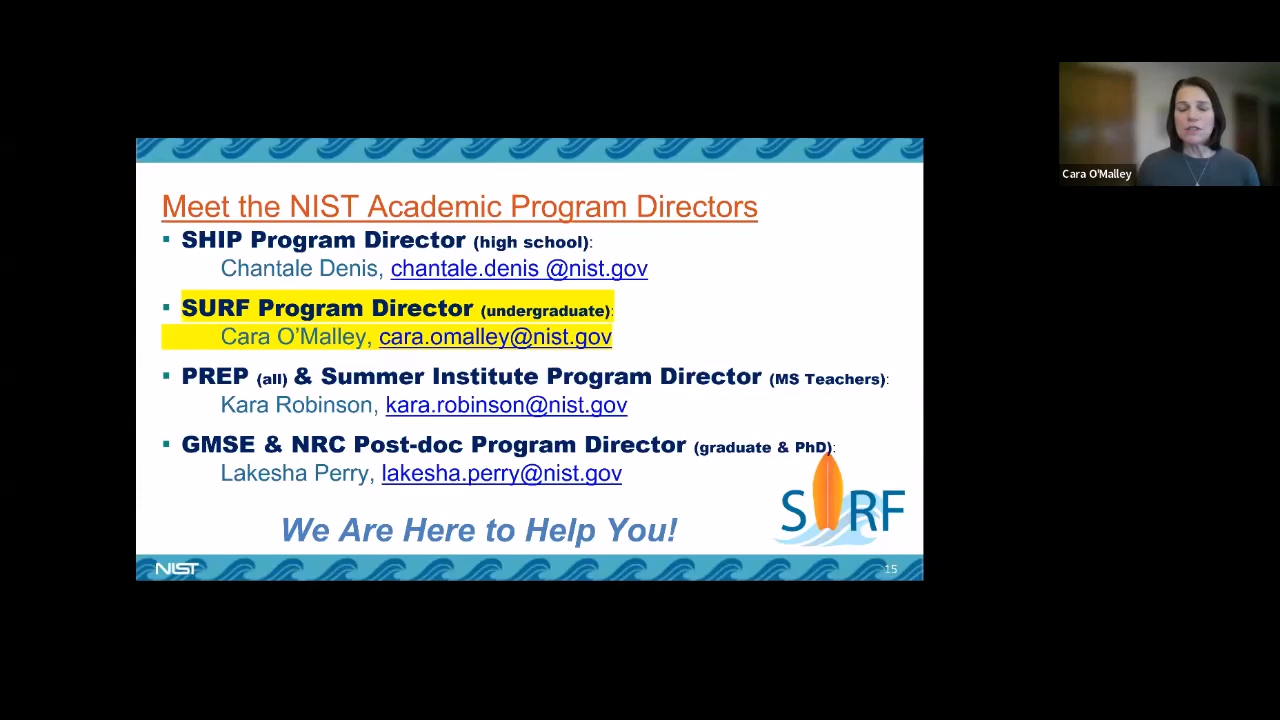 Meet the NIST Academic Program Directors
▪ SHIP Program Director (high school):
Chantale Denis, chantale.denis @nist.gov
▪ SURF Program Director (undergraduate):
Cara O’Malley, cara.omalley@nist.gov
▪ PREP (all) & Summer Institute Program Director (MS Teachers):
Kara Robinson, kara.robinson@nist.gov
▪ GMSE & NRC Post-doc Program Director (graduate & PhD):
Lakesha Perry, lakesha.perry@nist.gov
SURF
We Are Here to Help You!
NIST
15
Cara O'Malley